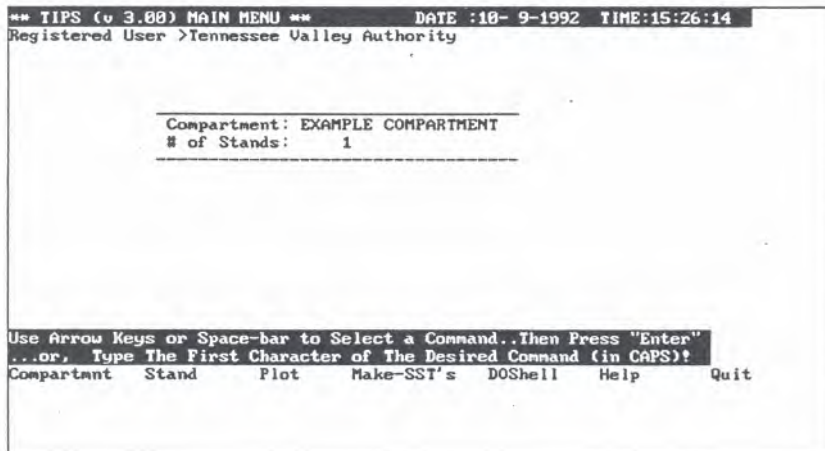 ** TIPS (v 3.00) MAIN MENU ** DATE :10- 9-1992 TIME:15:26:14
Registered User >Tennessee Valley Authority
Compartment: EXAMPLE COMPARTMENT
# of Stands: 1
Use Arrow Keys or Space-bar to Select a Command..Then Press "Enter"
...or, Type The First Character of The Desired Command (in CAPS)!
Compartmnt Stand Plot Make-SST's DOShell Help Quit